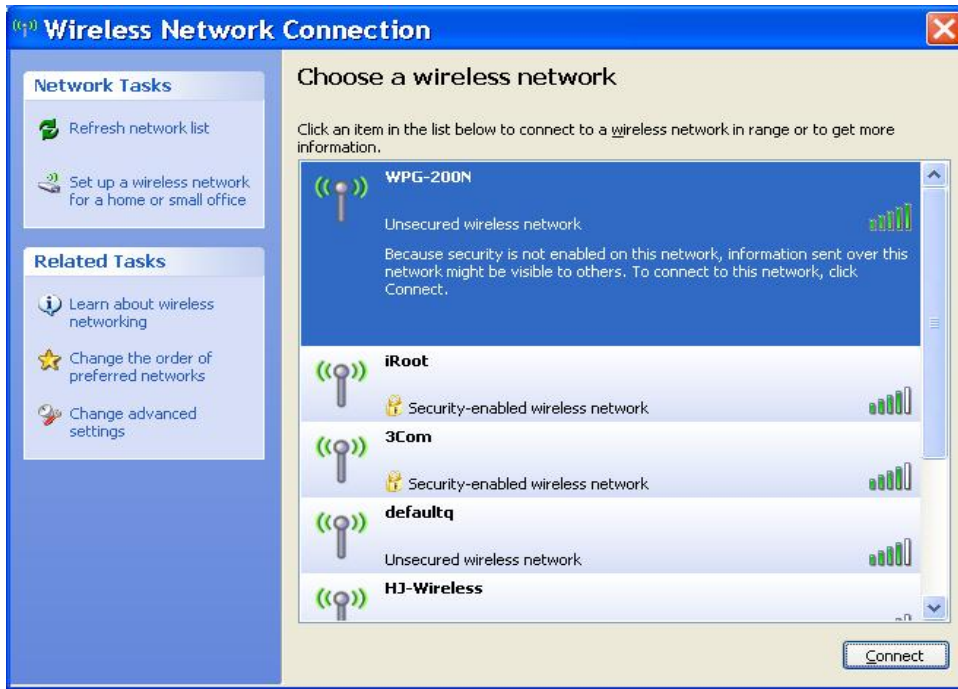 Wireless Network Connection
Network Tasks
Refresh network list
Set up a wireless network
for a home or small office
Related Tasks
Learn about wireless
networking
Change the order of
preferred networks
Change advanced
settings
Choose a wireless network
Click an item in the list below to connect to a wireless network in range or to get more
information.
WPG-200N
Unsecured wireless network
Because security is not enabled on this network, information sent over this
network might be visible to others. To connect to this network, click
Connect.
iRoot
Security-enabled wireless network
3Com
Security-enabled wireless network
defaultq
Unsecured wireless network
HJ-Wireless
Connect